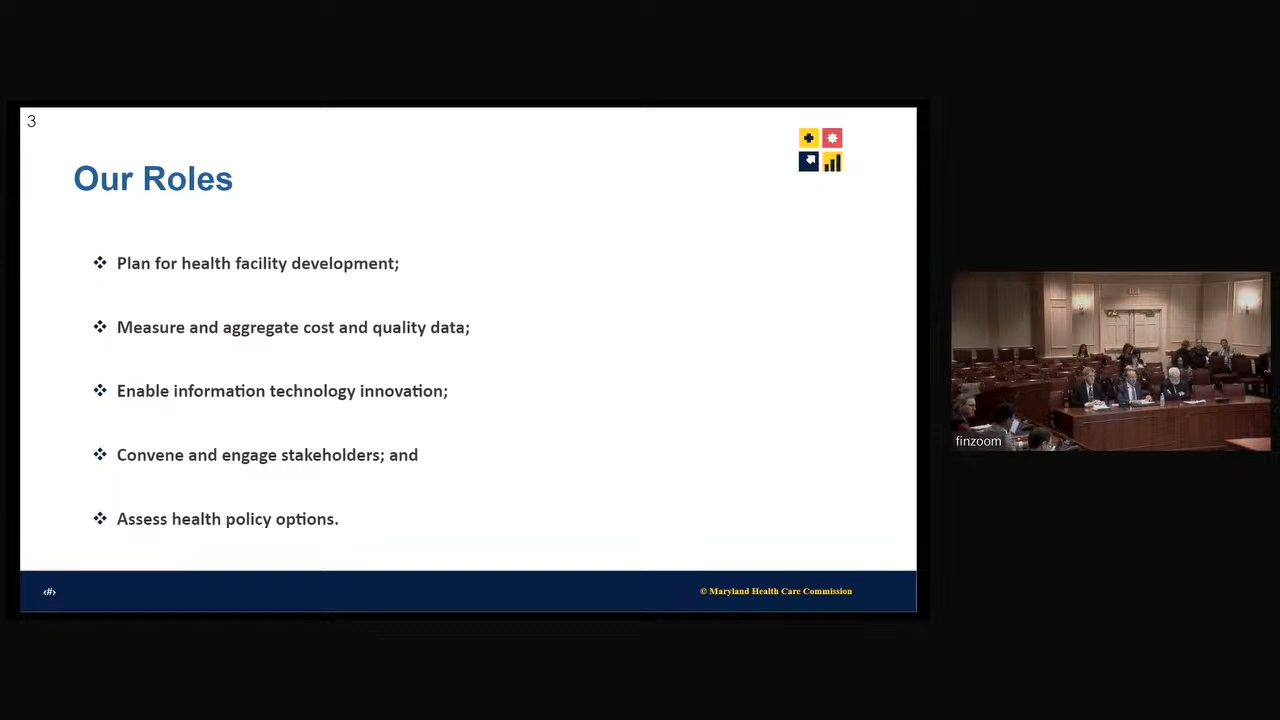 3
Our Roles
❖ Plan for health facility development;
❖ Measure and aggregate cost and quality data;
❖ Enable information technology innovation;
❖ Convene and engage stakeholders; and
❖ Assess health policy options.
‹#›
© Maryland Health Care Commission
finzoom